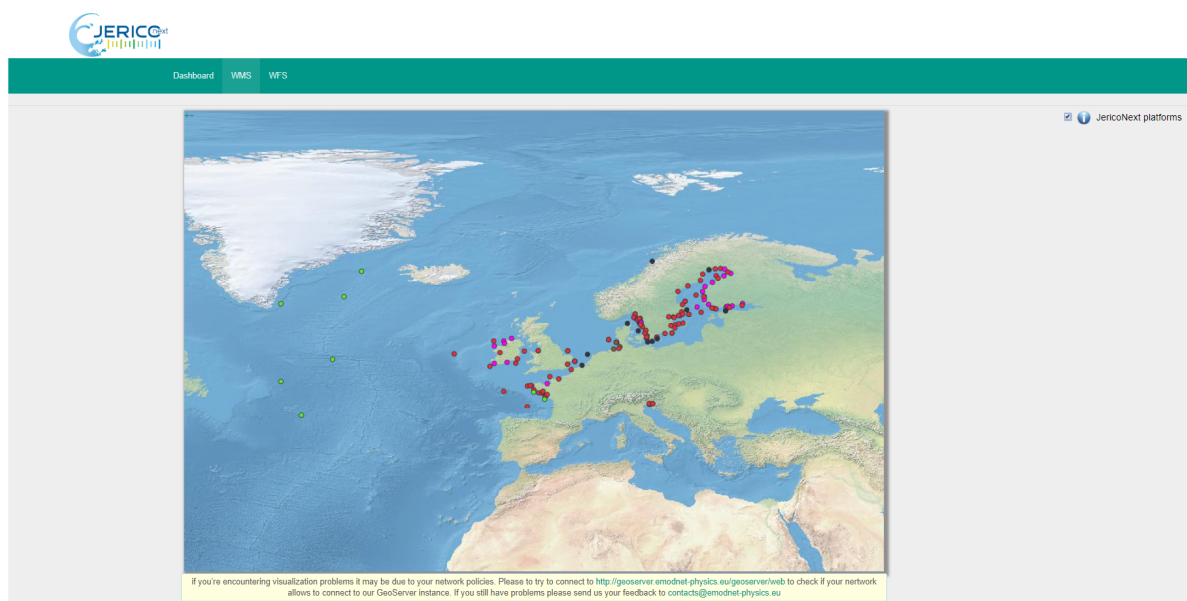 JERICO next
Dashboard WMS WFS
JericoNext platforms
if you're encountering visualization problems it may be due to your network policies. Please to try to connect to http://geoserver.emodnet-physics.eu/geoserver/web to check if your nertwork
allows to connect to our GeoServer instance. If you still have problems please send us your feedback to contacts@emodnet-physics.eu